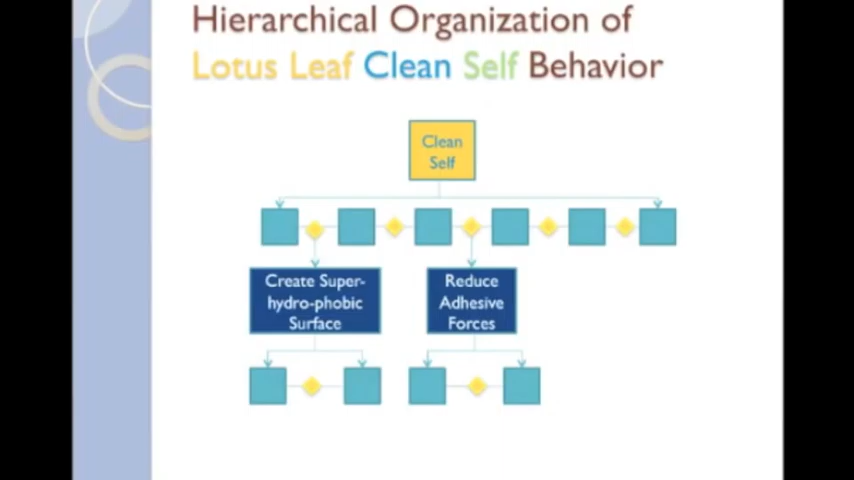 Hierarchical Organization of
Lotus Leaf Clean Self Behavior
Clean
Self
Create Super-
hydro-phobic
Surface
Reduce
Adhesive
Forces